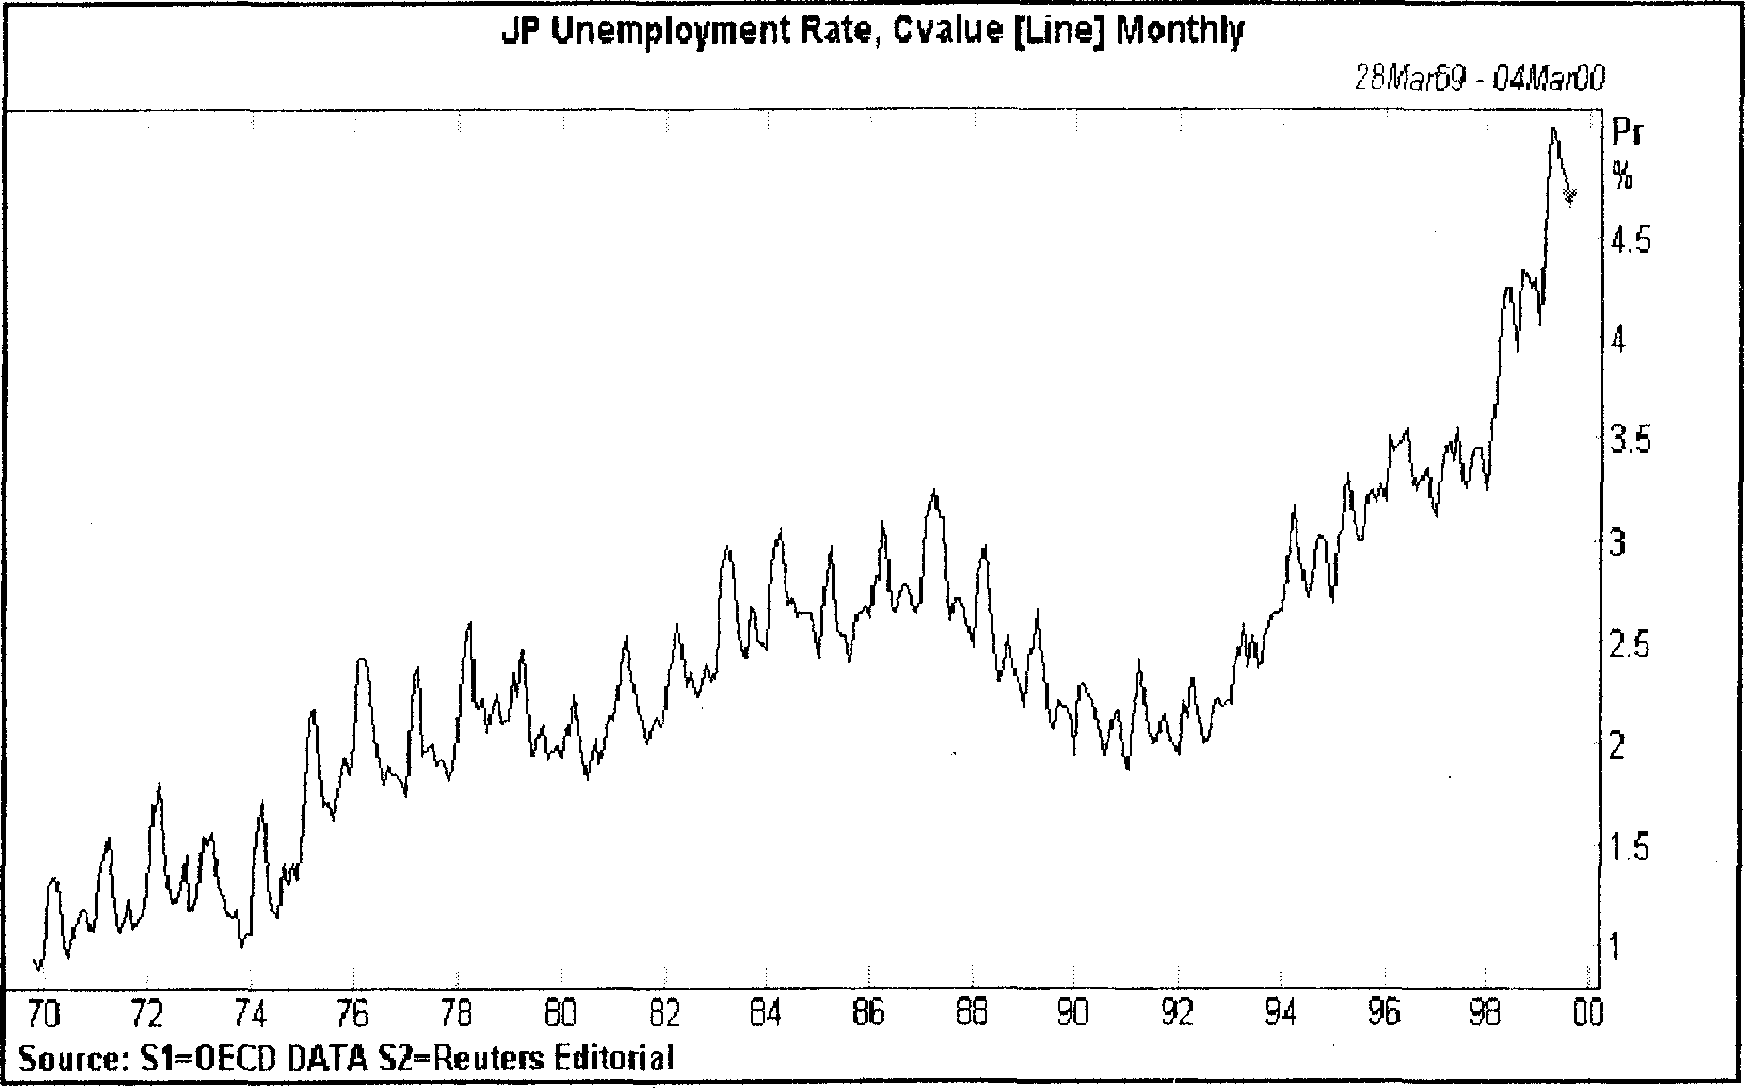 JP Unemployment Rate, Cvalue [Line] Monthly
28Mar69 - 04Mar00
Pr
%
4.5
4
3.5
3
2.5
2
1.5
1
70 72 74 76 78 80 82 84 86 88 90 92 94 96 98 00
Source: S1=OECD DATA S2=Reuters Editorial